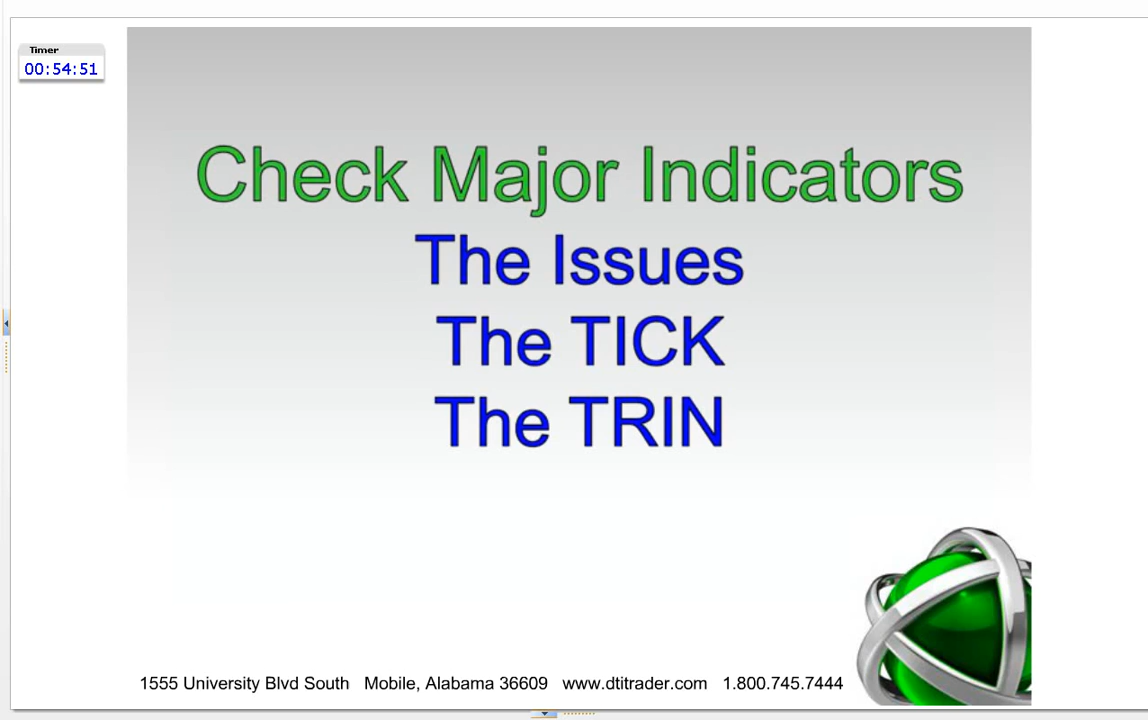 Timer
00:54:51
Check Major Indicators
The Issues
The TICK
The TRIN
1555 University Blvd South   Mobile, Alabama 36609   www.dtitrader.com   1.800.745.7444